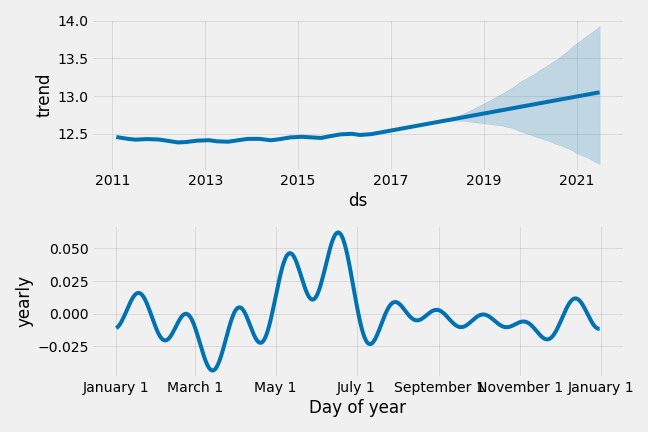 14.0
13.5
13.0
12.5
trend
2011 2013 2015 2017 2019 2021
ds
0.050
0.025
0.000
−0.025
yearly
January 1 March 1 May 1 July 1 September 1 November 1 January 1
Day of year